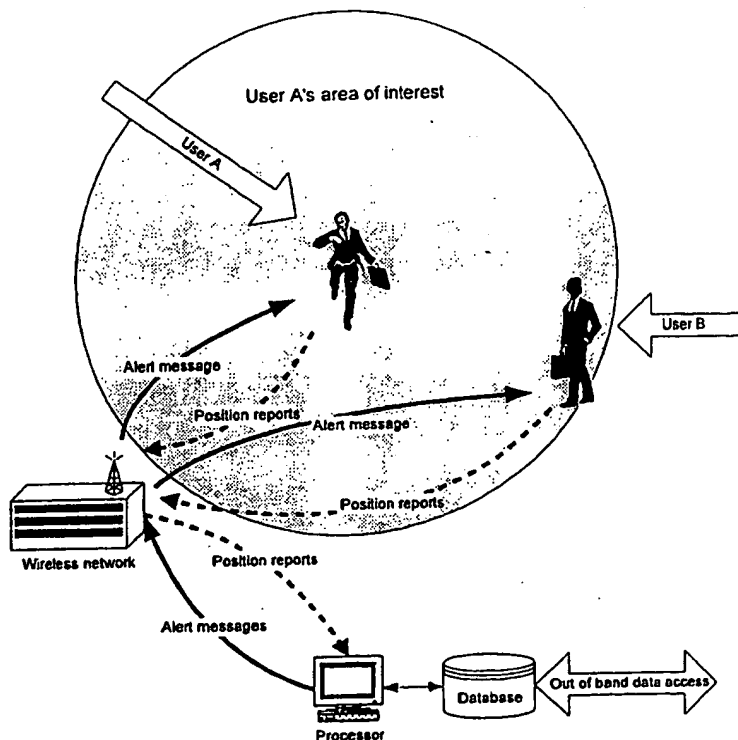 User A's area of interest
User A
User B
Alert message
Position reports
Alert message
Position reports
Wireless network
Position reports
Alert messages
Database
Out of band data access
Processor